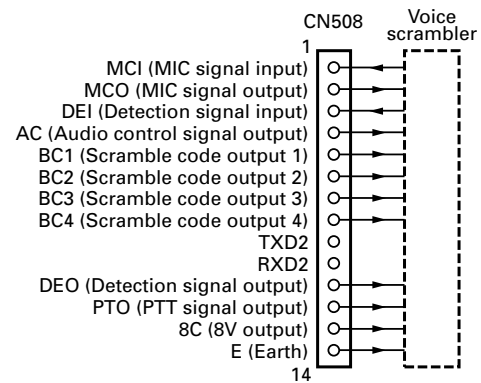 CN508
Voice
scrambler
1
MCI (MIC signal input)
MCO (MIC signal output)
DEI (Detection signal input)
AC (Audio control signal output)
BC1 (Scramble code output 1)
BC2 (Scramble code output 2)
BC3 (Scramble code output 3)
BC4 (Scramble code output 4)
TXD2
RXD2
DEO (Detection signal output)
PTO (PTT signal output)
8C (8V output)
E (Earth)
14